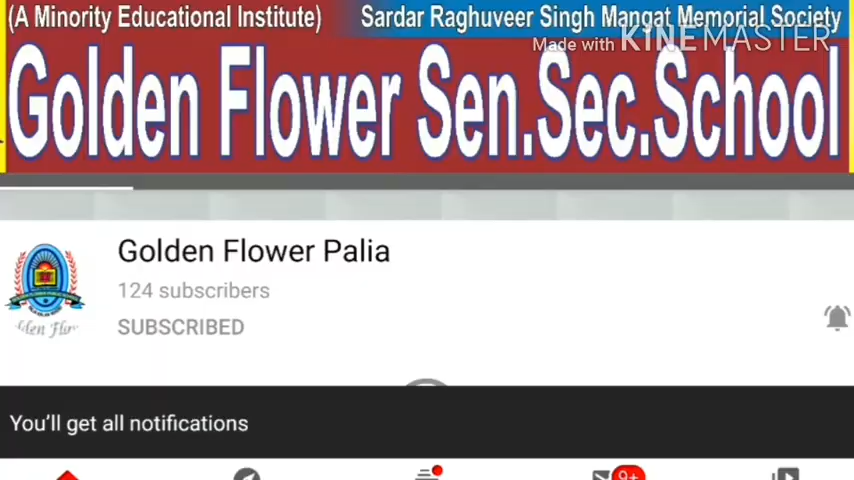 (A Minority Educational Institute) Sardar Raghuveer Singh Mangat Memorial Society
Made with KINEMASTER
Golden Flower Sen.Sec.School
Golden Flower Palia
124 subscribers
SUBSCRIBED
You'll get all notifications
9+